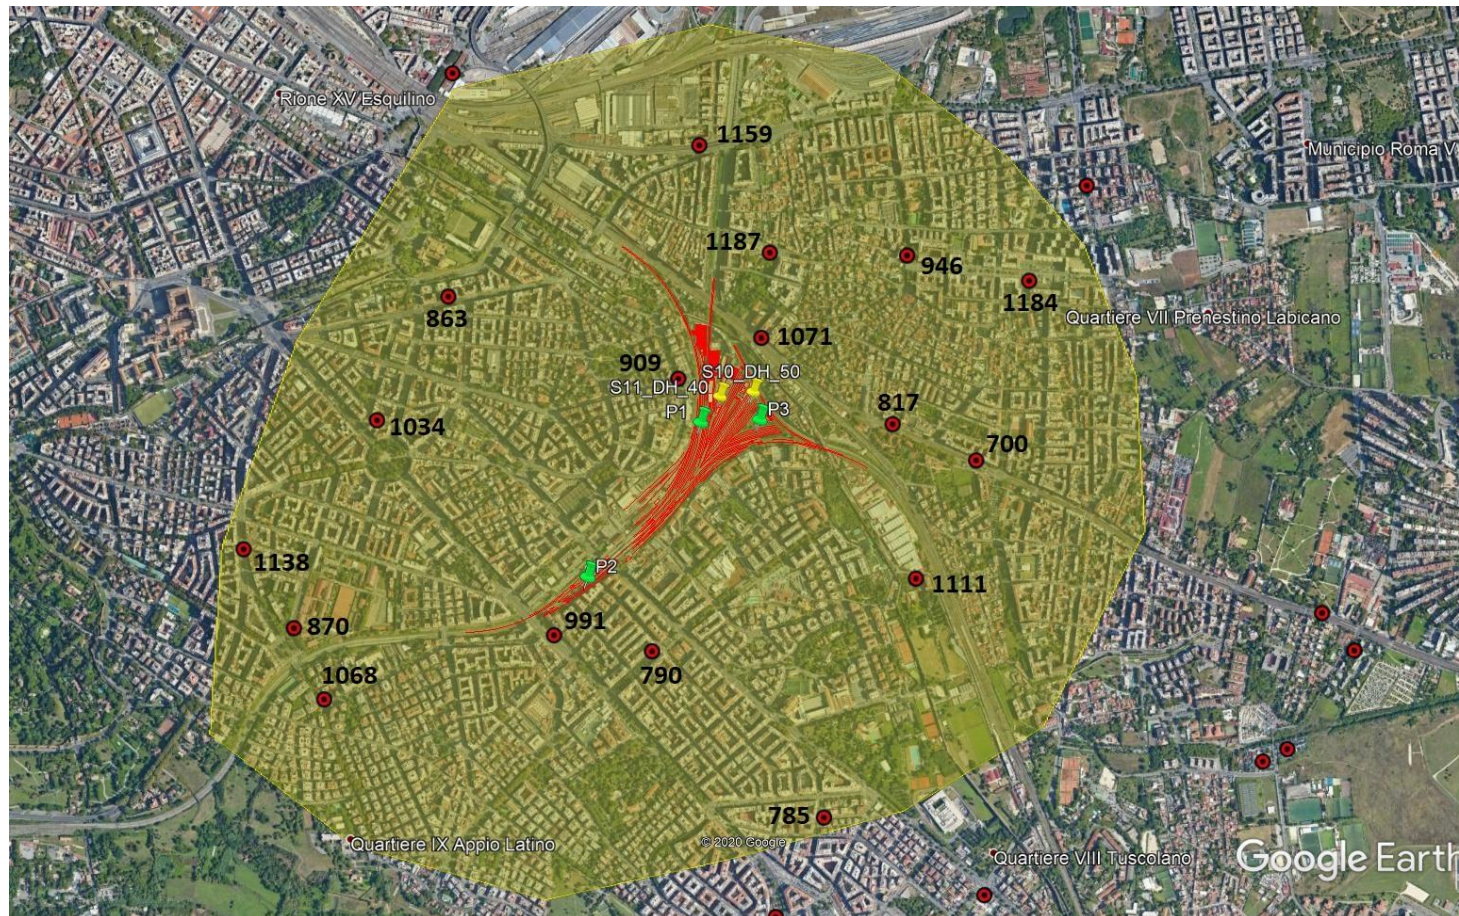 Rione XV Esquilino
1159
Municipio Roma V
1187
946
1184
863
Quartiere VII Prenestino Labicano
1071
909
S10_DH_50
S11_DH_40
P1
P3
817
1034
700
1138
P2
1111
991
870
1068
790
785
© 2020 Google
Quartiere IX Appio Latino
Quartiere VIII Tuscolano
Google Earth